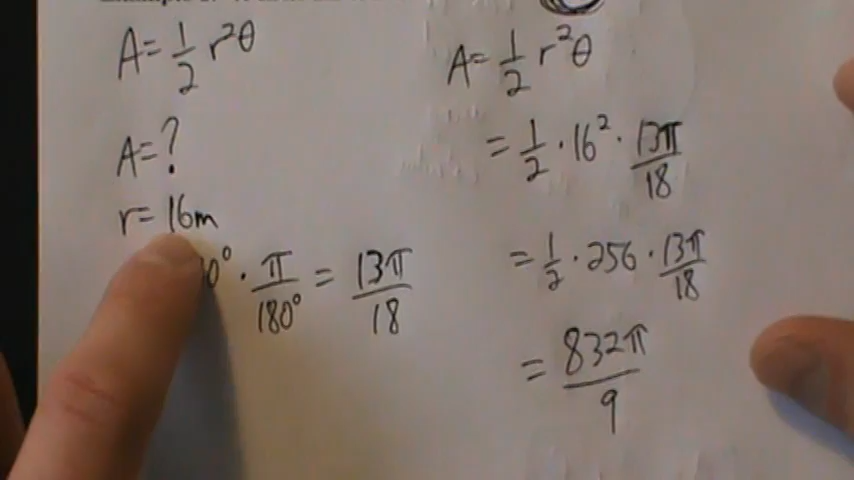 A = 1/2 r²θ
A = ?
r = 16m
0° · π/180° = 13π/18
A = 1/2 r²θ
= 1/2 · 16² · 13π/18
= 1/2 · 256 · 13π/18
= 832π/9